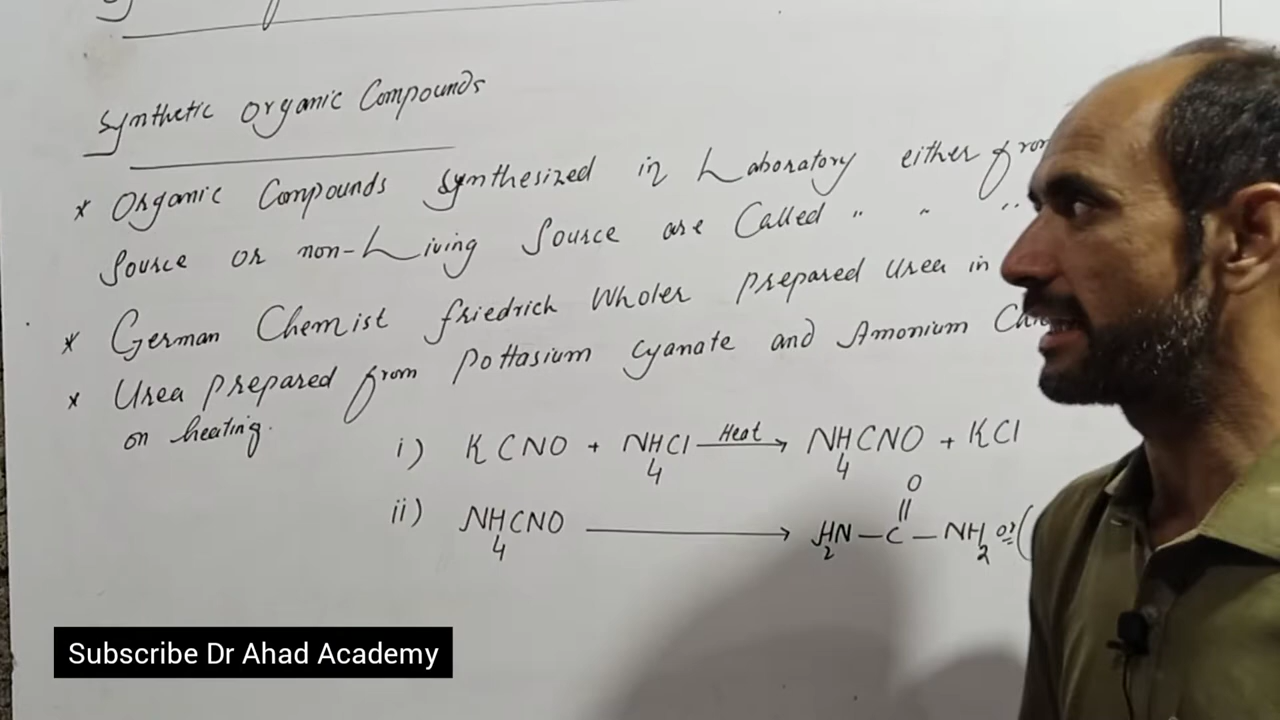 Synthetic Organic Compounds
* Organic Compounds Synthesized in Laboratory either from
Source or non-Living Source are Called " " "
* German Chemist friedrich Wholer prepared Urea in
* Urea prepared from Pottasium Cyanate and Amonium
on heating.
i) KCNO + NH4Cl Heat → NH4CNO + KCl
O
ii) NH4CNO → H2N — C — NH2 or (
Subscribe Dr Ahad Academy